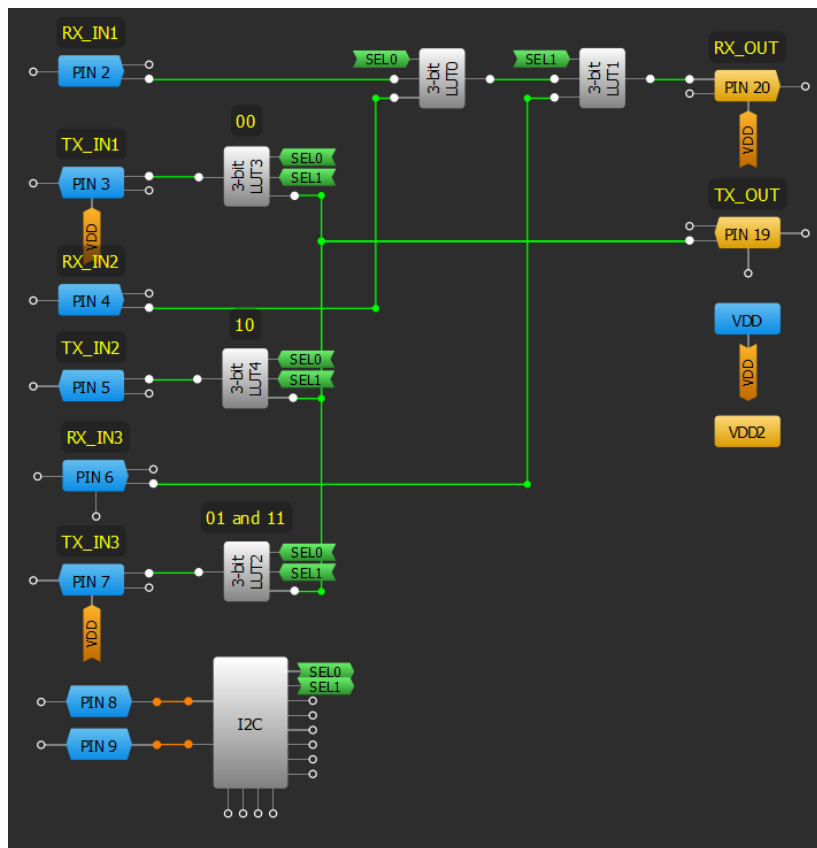 RX_IN1
PIN 2
SEL0
3-bit
LUT0
SEL1
3-bit
LUT1
RX_OUT
PIN 20
VDD
00
TX_IN1
PIN 3
VDD
3-bit
LUT3
SEL0
SEL1
TX_OUT
PIN 19
RX_IN2
PIN 4
10
TX_IN2
PIN 5
3-bit
LUT4
SEL0
SEL1
VDD
VDD
VDD2
RX_IN3
PIN 6
01 and 11
TX_IN3
PIN 7
VDD
3-bit
LUT2
SEL0
SEL1
PIN 8
PIN 9
I2C
SEL0
SEL1